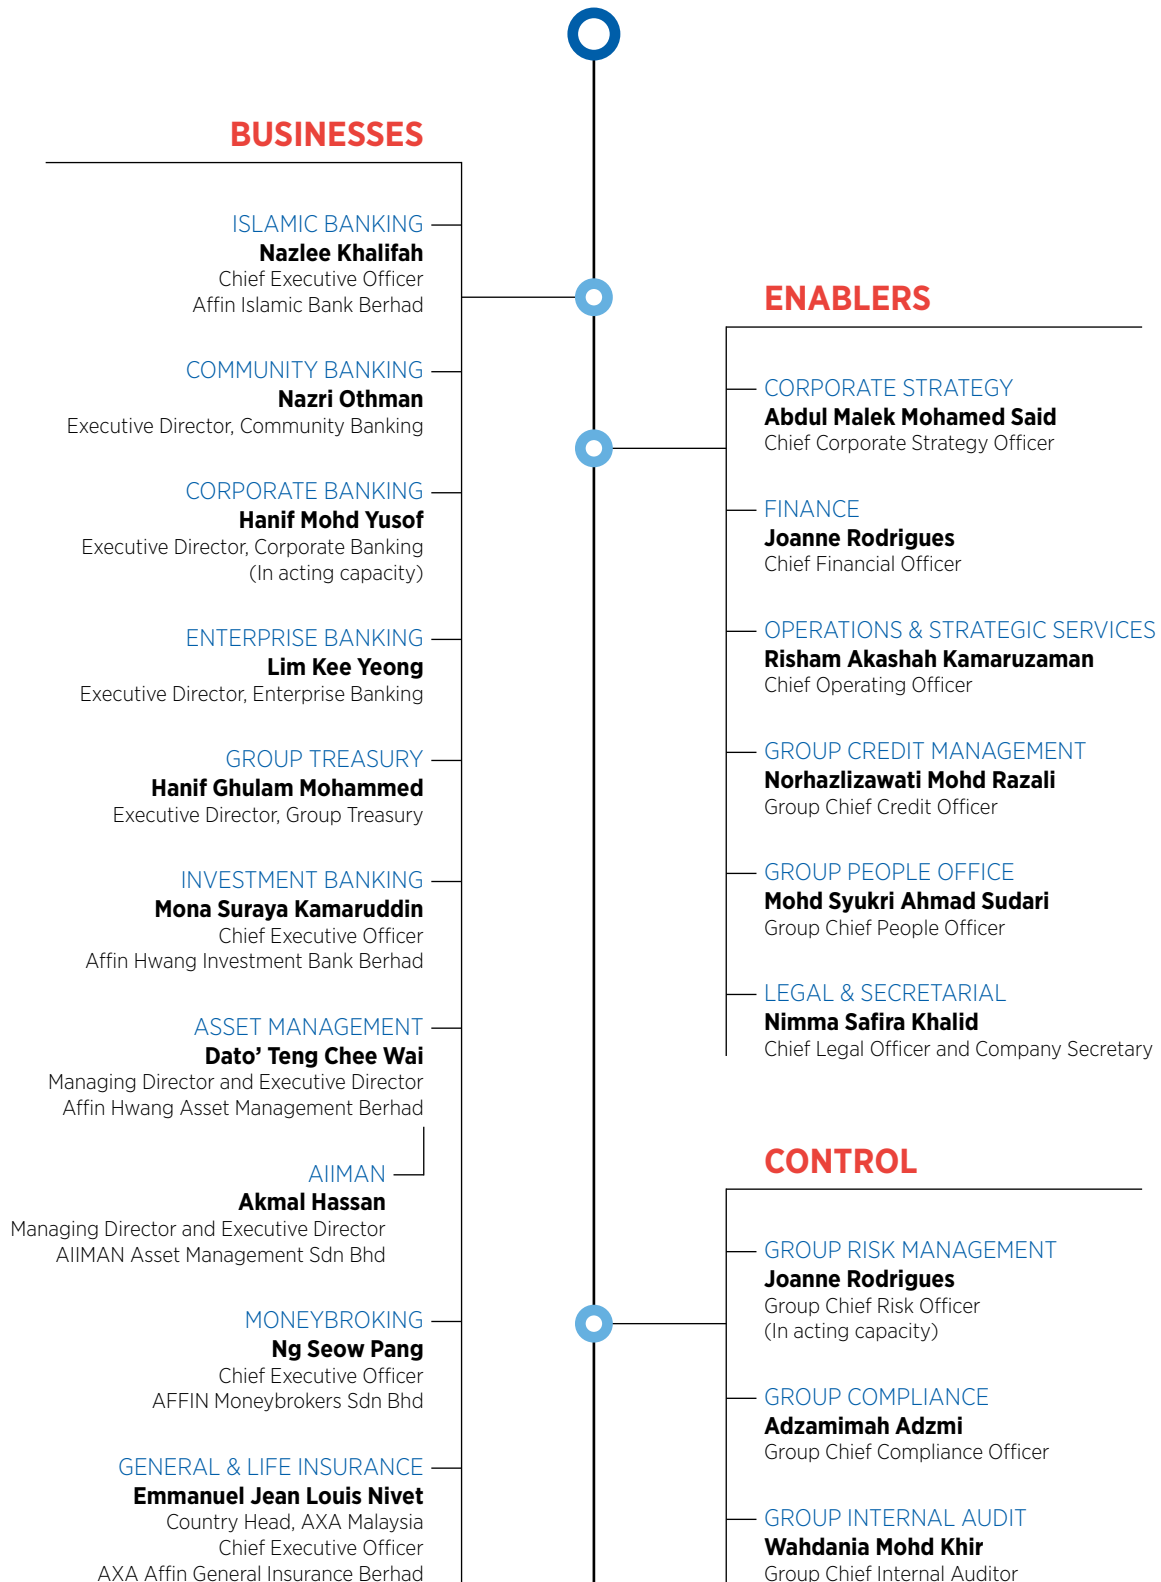 BUSINESSES
ISLAMIC BANKING
Nazlee Khalifah
Chief Executive Officer
Affin Islamic Bank Berhad
COMMUNITY BANKING
Nazri Othman
Executive Director, Community Banking
CORPORATE BANKING
Hanif Mohd Yusof
Executive Director, Corporate Banking
(In acting capacity)
ENTERPRISE BANKING
Lim Kee Yeong
Executive Director, Enterprise Banking
GROUP TREASURY
Hanif Ghulam Mohammed
Executive Director, Group Treasury
INVESTMENT BANKING
Mona Suraya Kamaruddin
Chief Executive Officer
Affin Hwang Investment Bank Berhad
ASSET MANAGEMENT
Dato’ Teng Chee Wai
Managing Director and Executive Director
Affin Hwang Asset Management Berhad
AIIMAN
Akmal Hassan
Managing Director and Executive Director
AIIMAN Asset Management Sdn Bhd
MONEYBROKING
Ng Seow Pang
Chief Executive Officer
AFFIN Moneybrokers Sdn Bhd
GENERAL & LIFE INSURANCE
Emmanuel Jean Louis Nivet
Country Head, AXA Malaysia
Chief Executive Officer
AXA Affin General Insurance Berhad
ENABLERS
CORPORATE STRATEGY
Abdul Malek Mohamed Said
Chief Corporate Strategy Officer
FINANCE
Joanne Rodrigues
Chief Financial Officer
OPERATIONS & STRATEGIC SERVICES
Risham Akashah Kamaruzaman
Chief Operating Officer
GROUP CREDIT MANAGEMENT
Norhazlizawati Mohd Razali
Group Chief Credit Officer
GROUP PEOPLE OFFICE
Mohd Syukri Ahmad Sudari
Group Chief People Officer
LEGAL & SECRETARIAL
Nimma Safira Khalid
Chief Legal Officer and Company Secretary
CONTROL
GROUP RISK MANAGEMENT
Joanne Rodrigues
Group Chief Risk Officer
(In acting capacity)
GROUP COMPLIANCE
Adzamimah Adzmi
Group Chief Compliance Officer
GROUP INTERNAL AUDIT
Wahdania Mohd Khir
Group Chief Internal Auditor